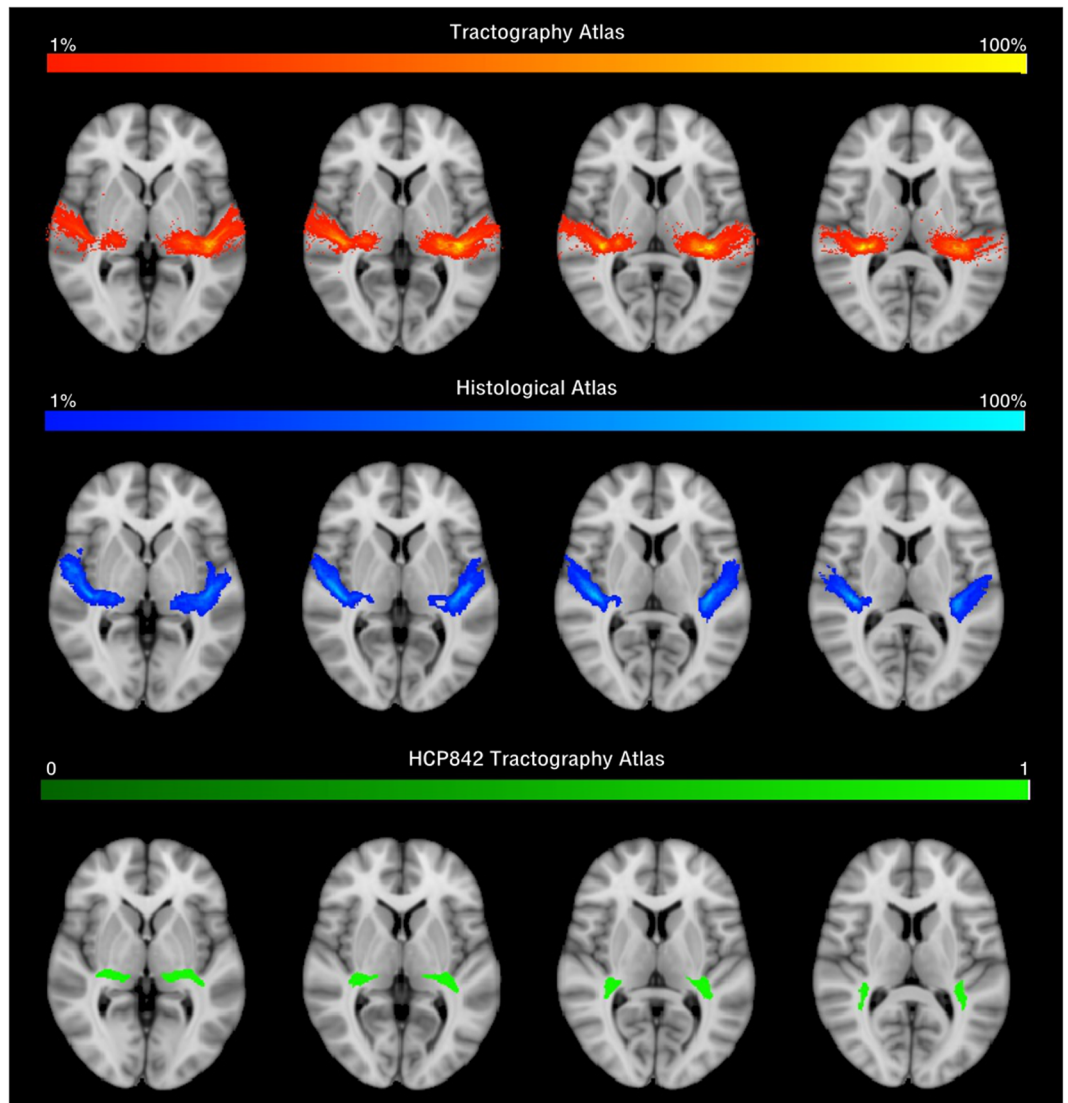 Tractography Atlas
1% 100%
Histological Atlas
1% 100%
HCP842 Tractography Atlas
0 1